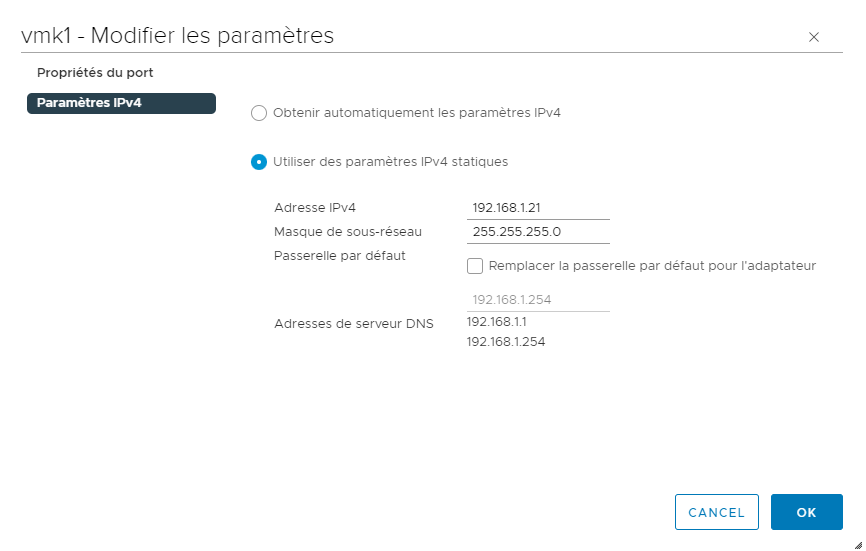 vmk1 - Modifier les paramètres
Propriétés du port
Paramètres IPv4
Obtenir automatiquement les paramètres IPv4
Utiliser des paramètres IPv4 statiques
Adresse IPv4 192.168.1.21
Masque de sous-réseau 255.255.255.0
Passerelle par défaut
Remplacer la passerelle par défaut pour l'adaptateur
192.168.1.254
Adresses de serveur DNS 192.168.1.1
192.168.1.254
CANCEL OK